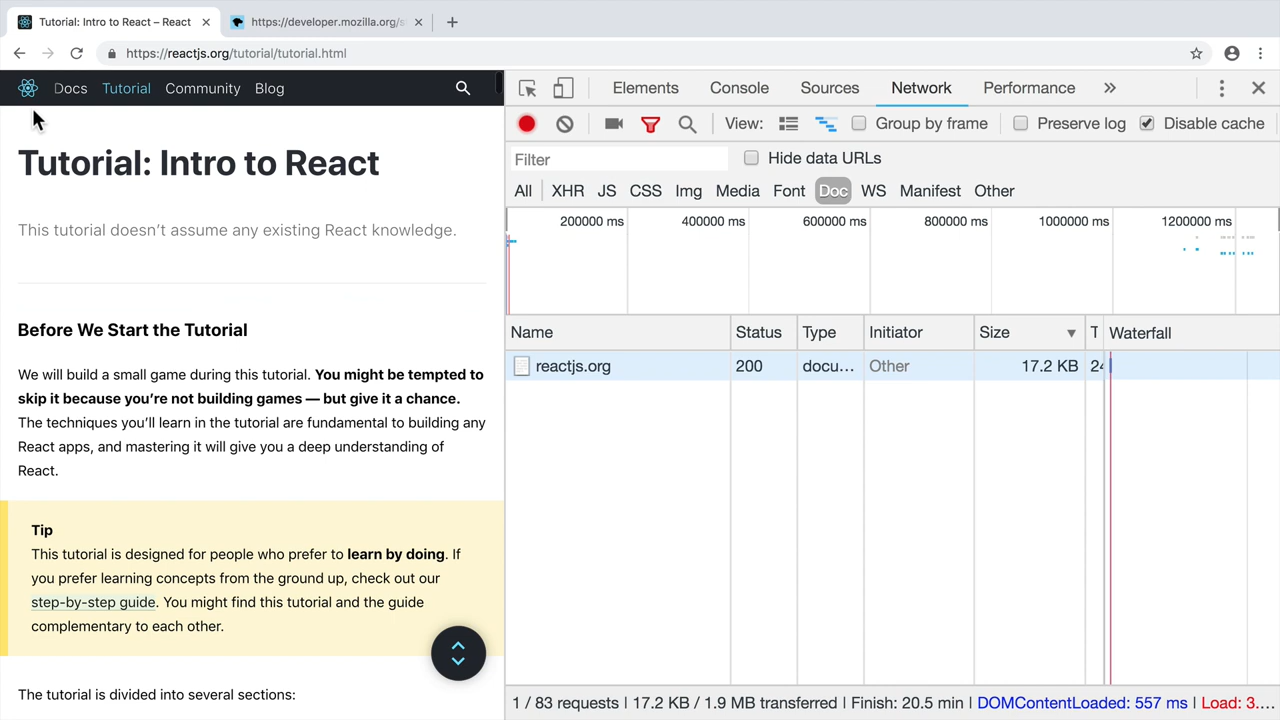 Tutorial: Intro to React – React
https://developer.mozilla.org/s
https://reactjs.org/tutorial/tutorial.html
Docs Tutorial Community Blog
Tutorial: Intro to React
This tutorial doesn’t assume any existing React knowledge.
Before We Start the Tutorial
We will build a small game during this tutorial. You might be tempted to
skip it because you’re not building games — but give it a chance.
The techniques you’ll learn in the tutorial are fundamental to building any
React apps, and mastering it will give you a deep understanding of
React.
Tip
This tutorial is designed for people who prefer to learn by doing. If
you prefer learning concepts from the ground up, check out our
step-by-step guide. You might find this tutorial and the guide
complementary to each other.
The tutorial is divided into several sections:
Elements Console Sources Network Performance »
View: Group by frame Preserve log Disable cache
Filter Hide data URLs
All XHR JS CSS Img Media Font Doc WS Manifest Other
200000 ms 400000 ms 600000 ms 800000 ms 1000000 ms 1200000 ms
Name Status Type Initiator Size ▼ T Waterfall
reactjs.org 200 docu… Other 17.2 KB 24
1 / 83 requests | 17.2 KB / 1.9 MB transferred | Finish: 20.5 min | DOMContentLoaded: 557 ms | Load: 3.…